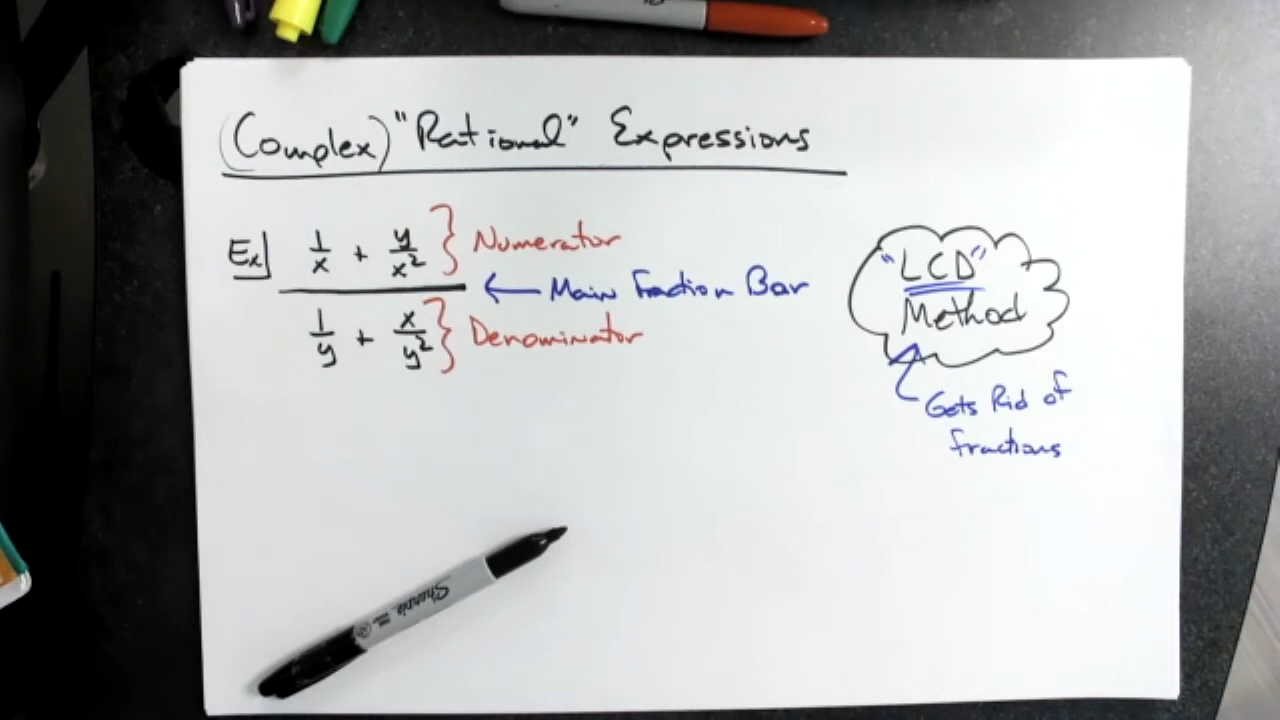 (Complex) "Rational" Expressions
Ex| 1/x + y/x² } Numerator
← Main Fraction Bar
1/y + x/y² } Denominator
"LCD"
Method
Gets Rid of
fractions
Sharpie